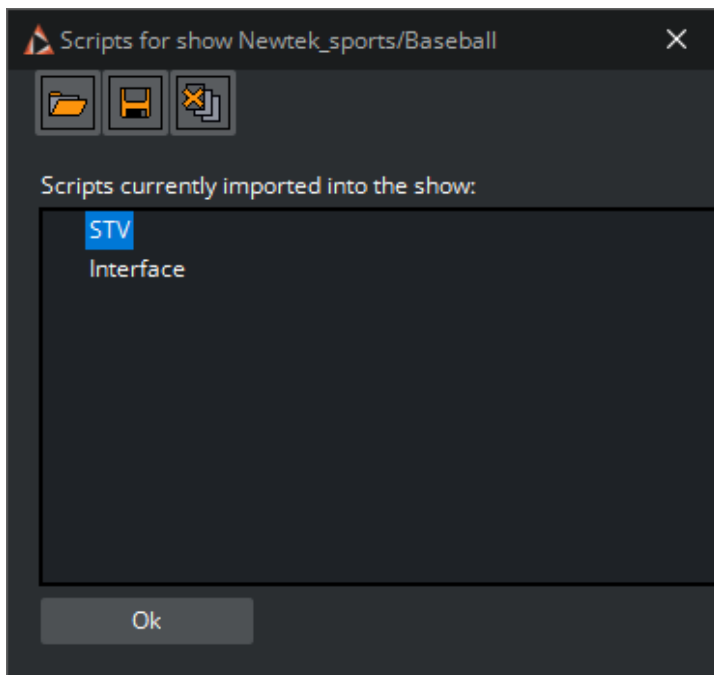 Scripts for show Newtek_sports/Baseball
Scripts currently imported into the show:
STV
Interface
Ok